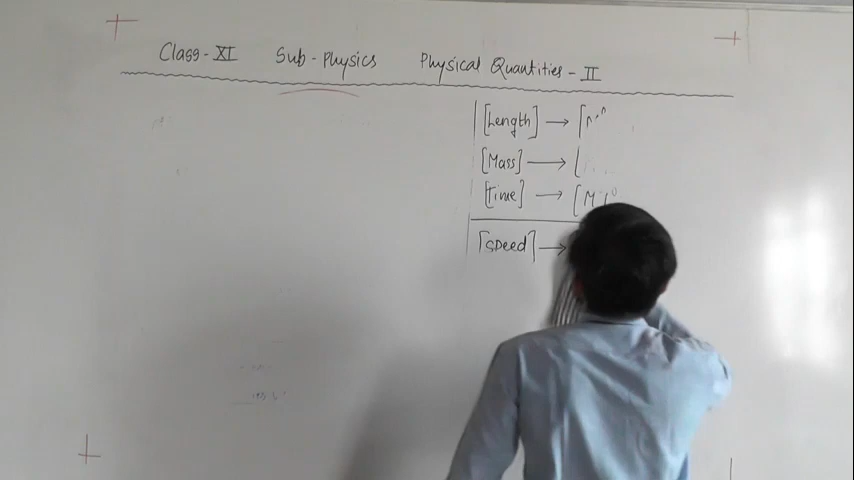 Class-XI Sub-Physics Physical Quantities-II
[Length] → [
[Mass] → [
[Time] → [M
[Speed] →